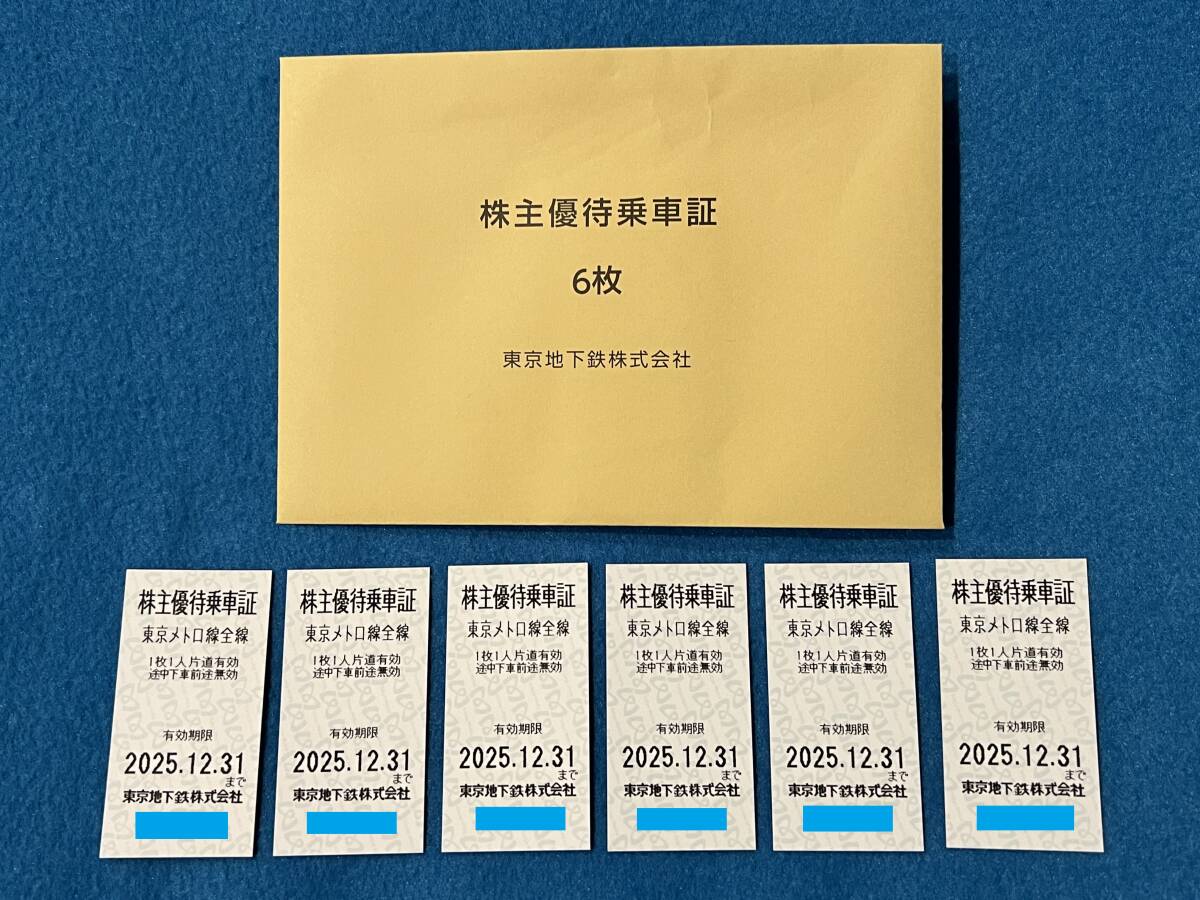 株主優待乗車証
6枚
東京地下鉄株式会社
株主優待乗車証
東京メトロ線全線
1枚1人片道有効
途中下車前途無効
有効期限
2025.12.31
まで
東京地下鉄株式会社
株主優待乗車証
東京メトロ線全線
1枚1人片道有効
途中下車前途無効
有効期限
2025.12.31
まで
東京地下鉄株式会社
株主優待乗車証
東京メトロ線全線
1枚1人片道有効
途中下車前途無効
有効期限
2025.12.31
まで
東京地下鉄株式会社
株主優待乗車証
東京メトロ線全線
1枚1人片道有効
途中下車前途無効
有効期限
2025.12.31
まで
東京地下鉄株式会社
株主優待乗車証
東京メトロ線全線
1枚1人片道有効
途中下車前途無効
有効期限
2025.12.31
まで
東京地下鉄株式会社
株主優待乗車証
東京メトロ線全線
1枚1人片道有効
途中下車前途無効
有効期限
2025.12.31
まで
東京地下鉄株式会社